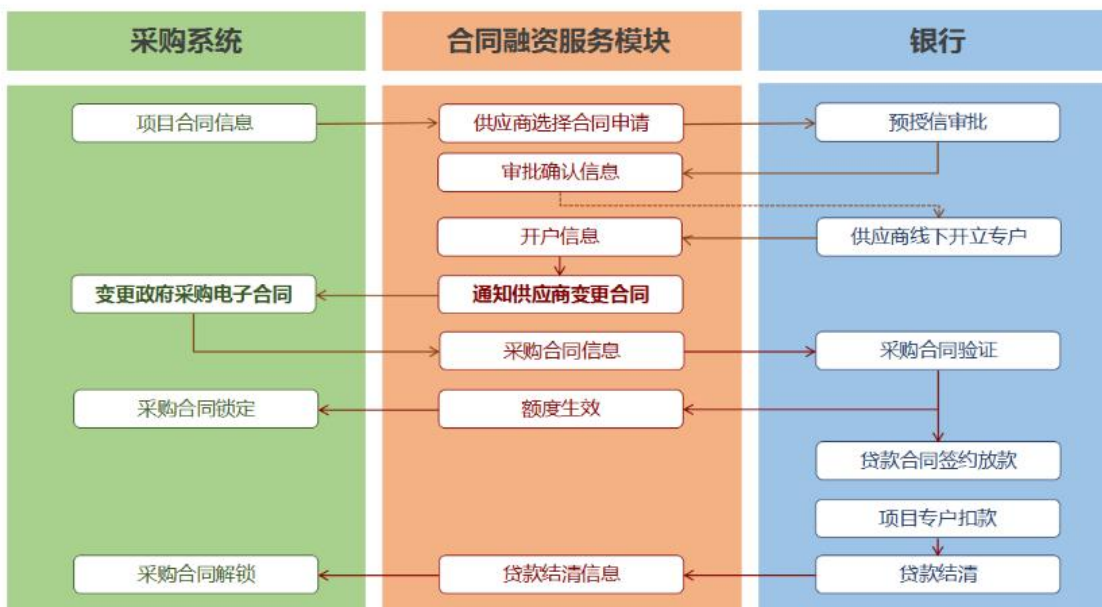 采购系统
合同融资服务模块
银行
项目合同信息
供应商选择合同申请
预授信审批
审批确认信息
开户信息
供应商线下开立专户
变更政府采购电子合同
通知供应商变更合同
采购合同信息
采购合同验证
采购合同锁定
额度生效
贷款合同签约放款
项目专户扣款
采购合同解锁
贷款结清信息
贷款结清